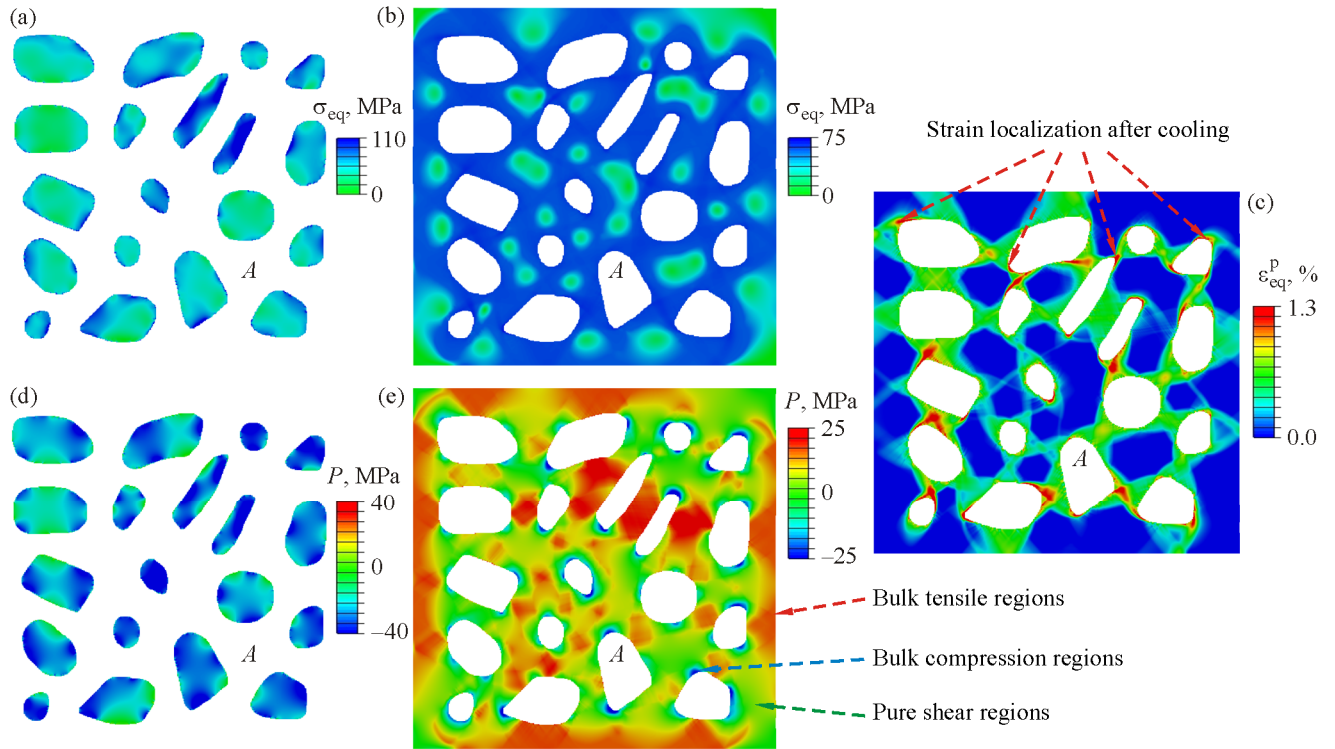 (a)
σeq, MPa
110
0
(b)
σeq, MPa
75
0
A
A
Strain localization after cooling
(c)
εᵖeq, %
1.3
0.0
A
(d)
P, MPa
40
0
–40
A
(e)
P, MPa
25
0
–25
A
Bulk tensile regions
Bulk compression regions
Pure shear regions